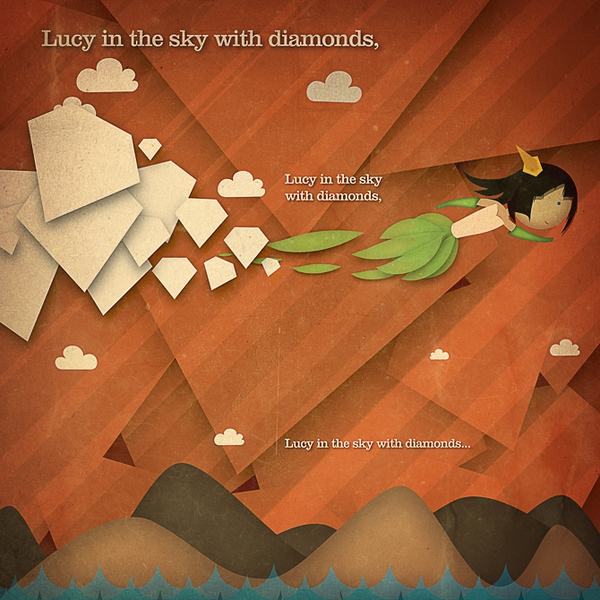 Lucy in the sky with diamonds,
Lucy in the sky
with diamonds,
Lucy in the sky with diamonds...